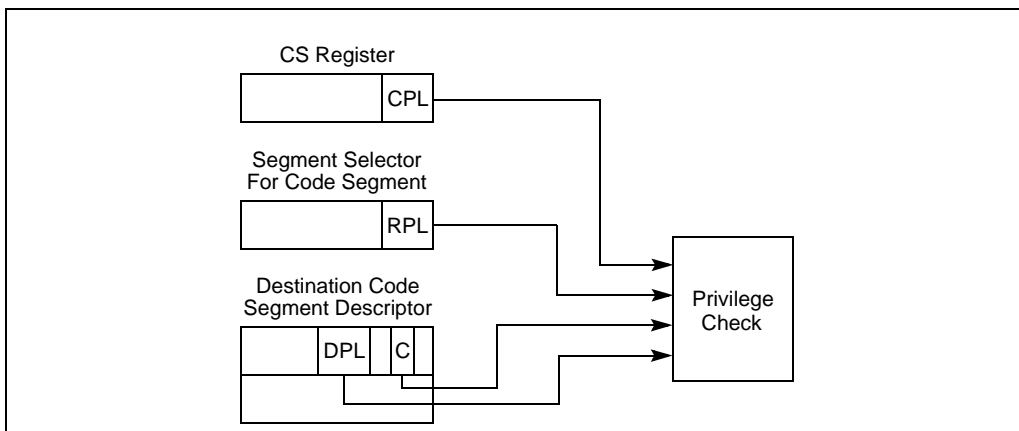 CS Register
CPL
Segment Selector
For Code Segment
RPL
Destination Code
Segment Descriptor
DPL
C
Privilege
Check